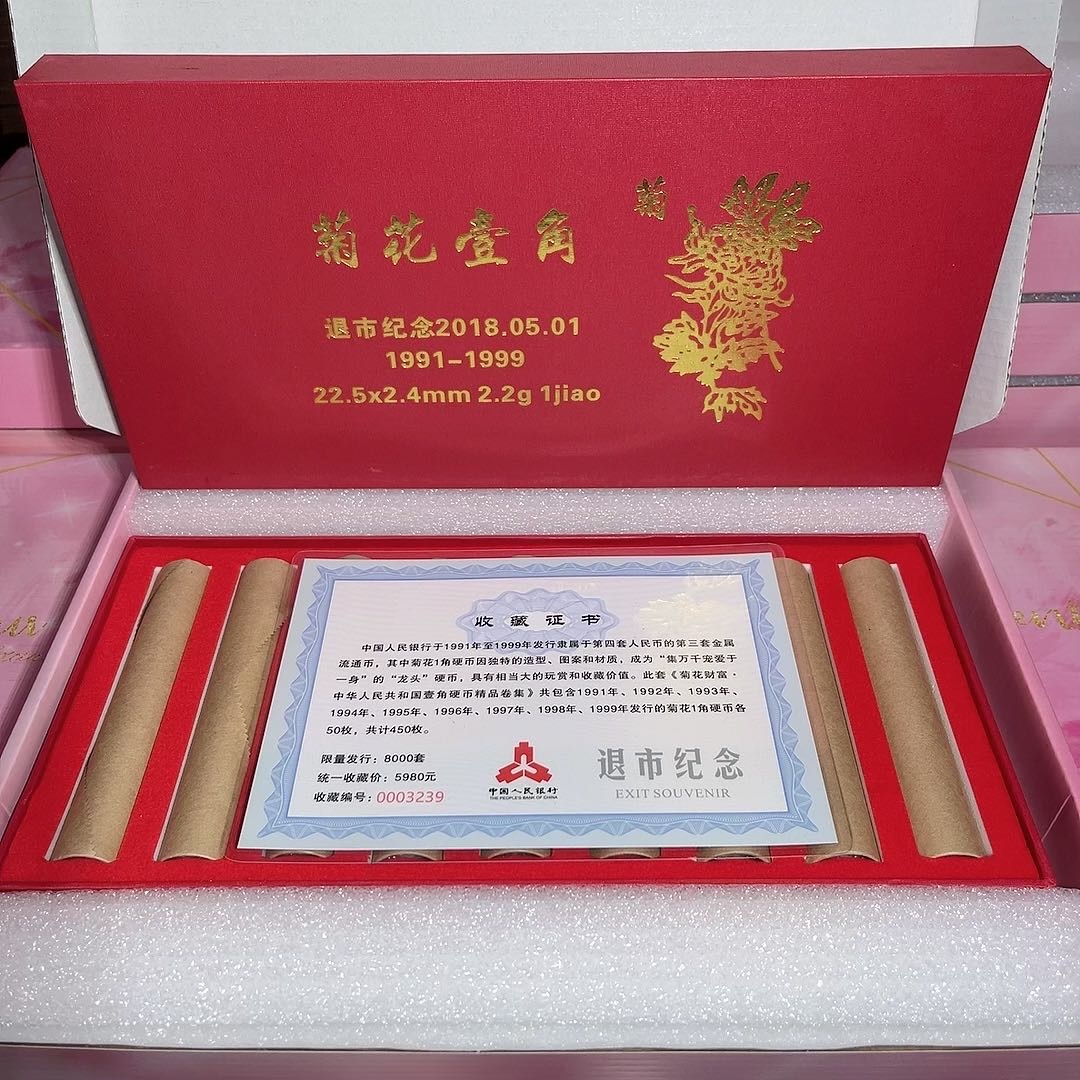 菊
菊花壹角
退市纪念2018.05.01
1991-1999
22.5x2.4mm 2.2g 1jiao
收藏证书
中国人民银行于1991年至1999年发行隶属于第四套人民币的第三套金属
流通币，其中菊花1角硬币因独特的造型、图案和材质，成为“集万千宠爱于
一身”的“龙头”硬币，具有相当大的玩赏和收藏价值。此套《菊花财富·
中华人民共和国壹角硬币精品卷集》共包含1991年、1992年、1993年、
1994年、1995年、1996年、1997年、1998年、1999年发行的菊花1角硬币各
50枚，共计450枚。
限量发行：8000套
统一收藏价：5980元
收藏编号：0003239
中国人民银行
THE PEOPLE'S BANK OF CHINA
退市纪念
EXIT SOUVENIR